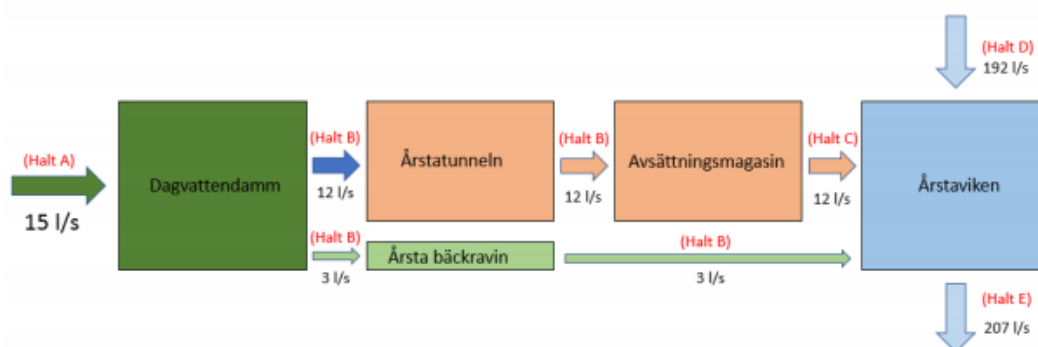 (Halt D)
192 l/s
(Halt A)
15 l/s
Dagvattendamm
(Halt B)
12 l/s
Årstatunneln
(Halt B)
12 l/s
Avsättningsmagasin
(Halt C)
12 l/s
Årstaviken
(Halt B)
3 l/s
Årsta bäckravin
(Halt B)
3 l/s
(Halt E)
207 l/s